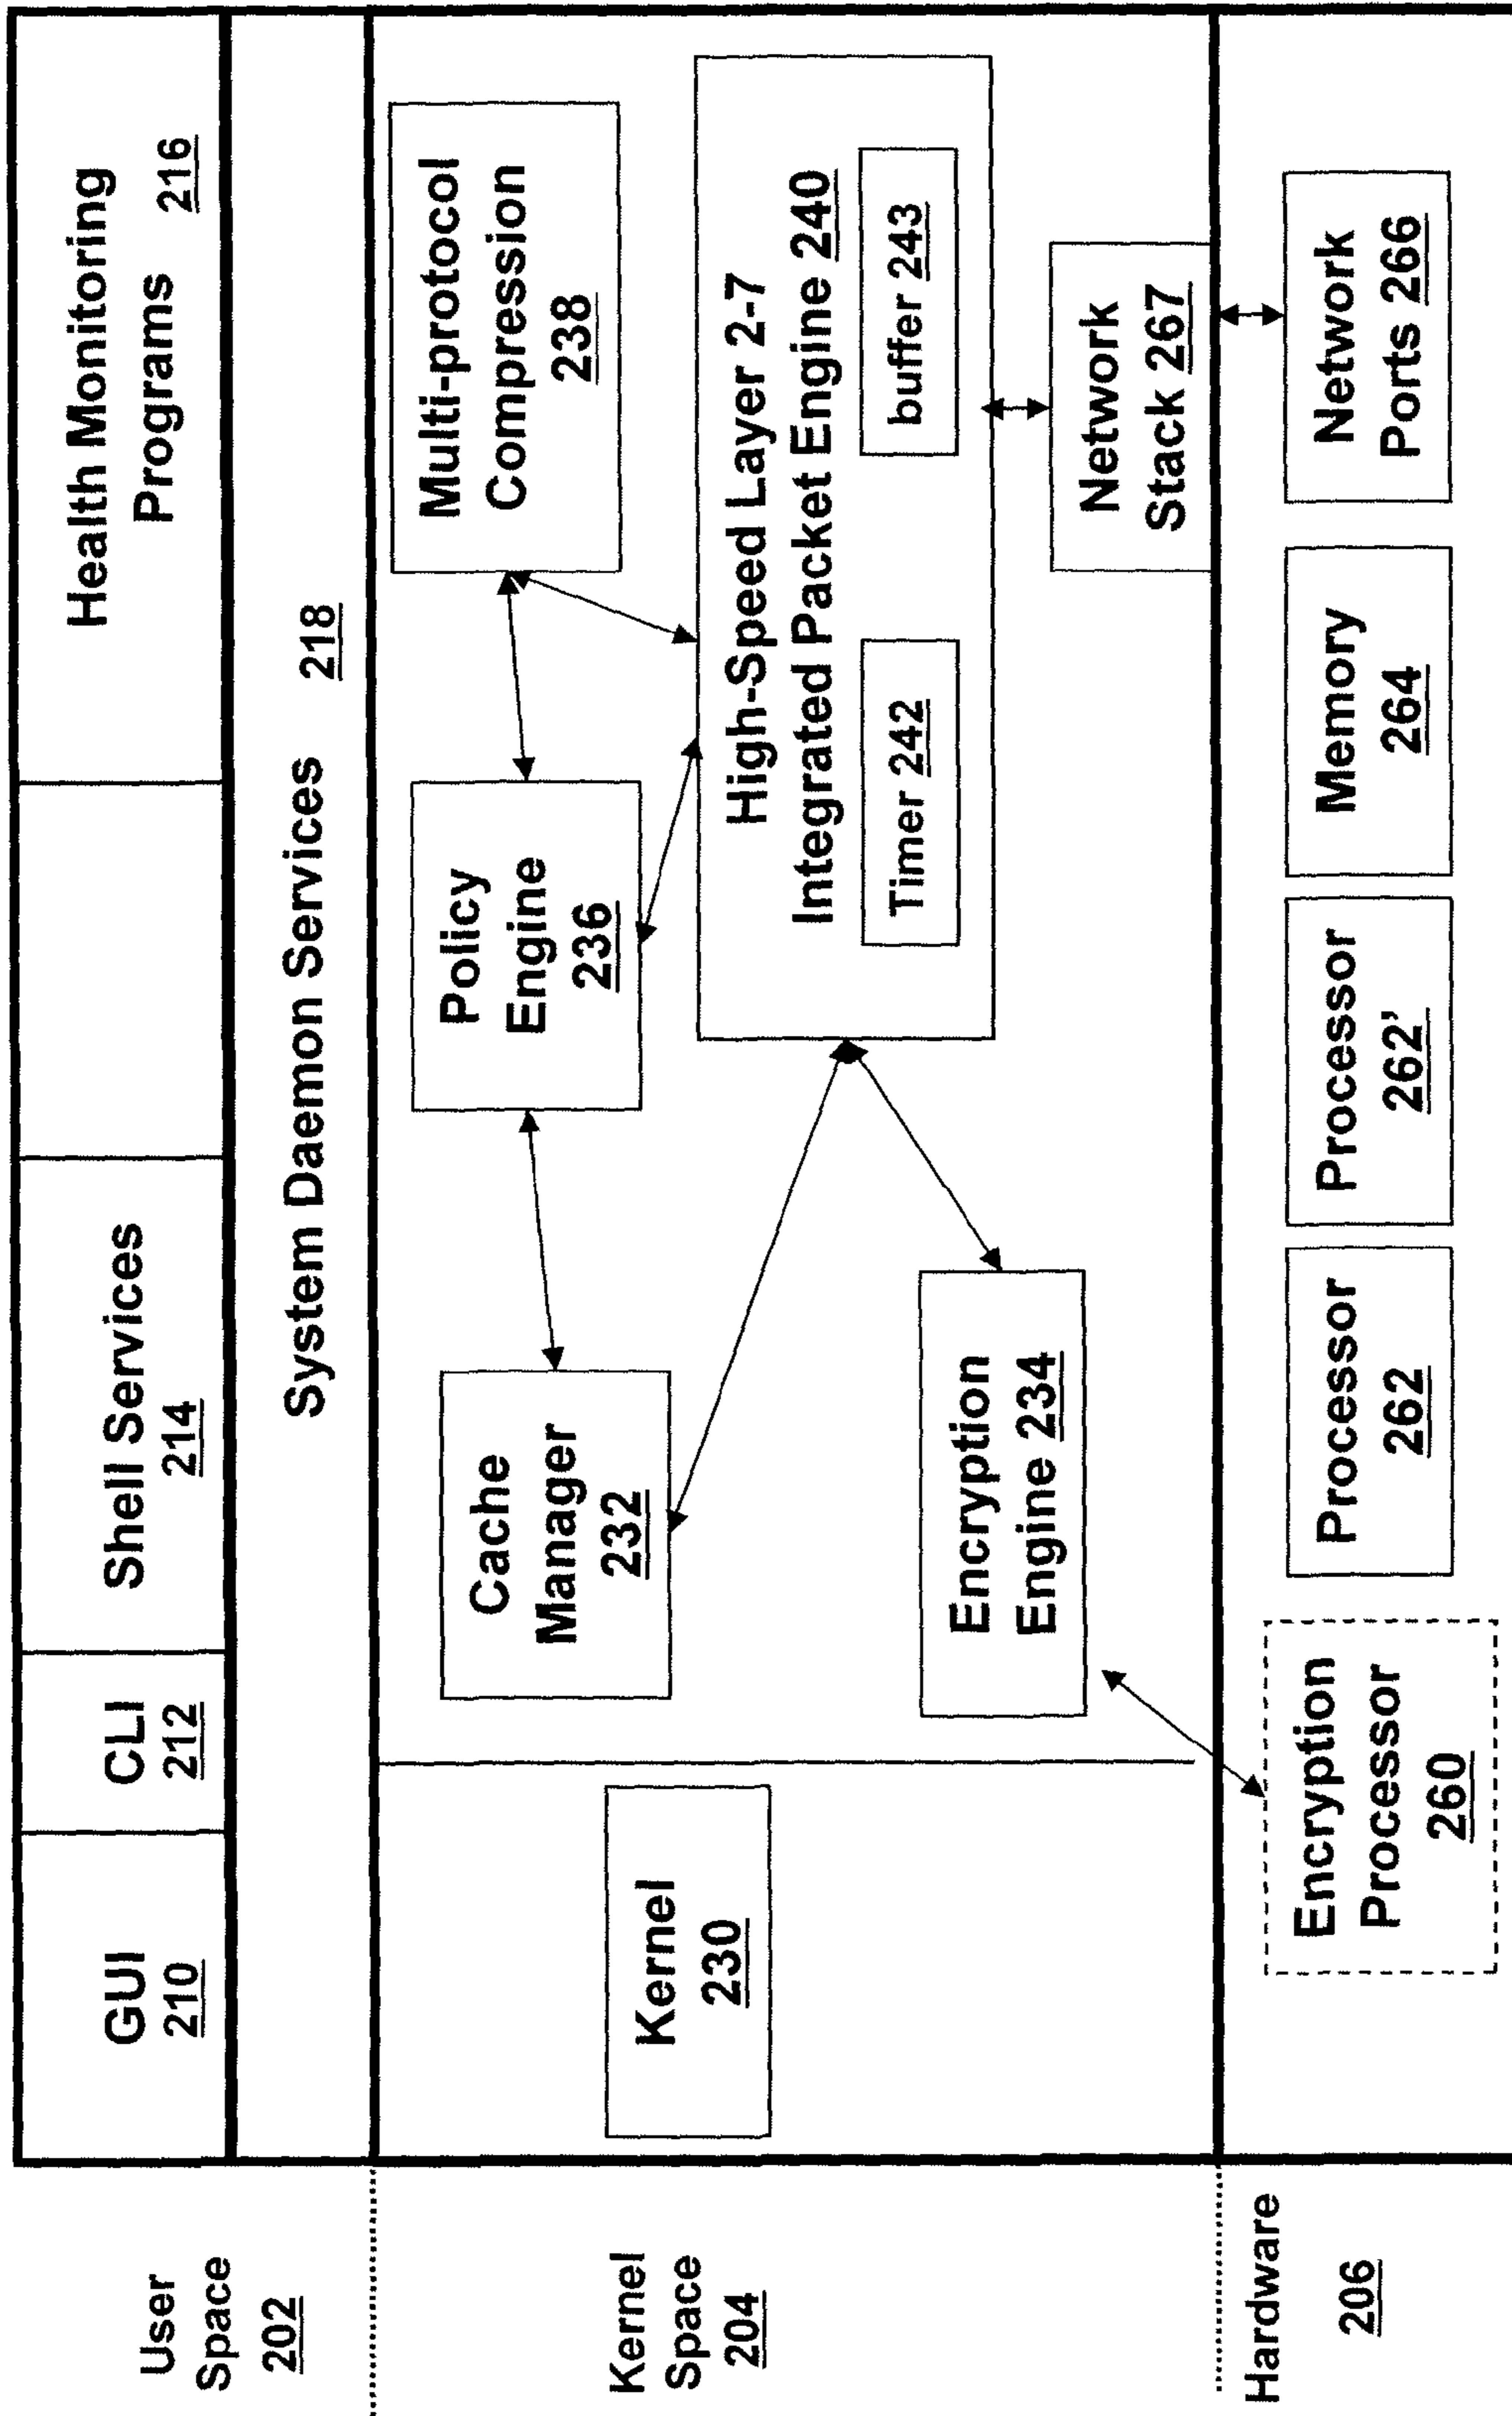 User
Space
202
GUI
210
CLI
212
Shell Services
214
Health Monitoring
Programs 216
System Daemon Services 218
Kernel
Space
204
Kernel
230
Cache
Manager
232
Policy
Engine
236
Multi-protocol
Compression
238
High-Speed Layer 2-7
Integrated Packet Engine 240
Timer 242
buffer 243
Encryption
Engine 234
Network
Stack 267
Hardware
206
Encryption
Processor
260
Processor
262
Processor
262’
Memory
264
Network
Ports 266